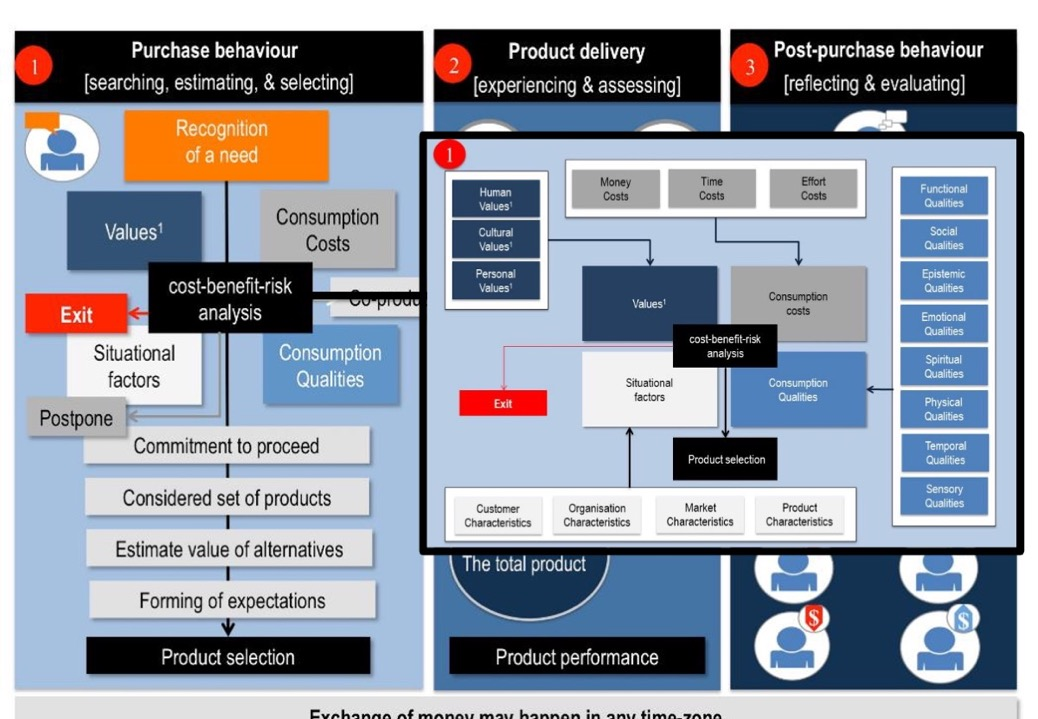 1
Purchase behaviour
[searching, estimating, & selecting]
2
Product delivery
[experiencing & assessing]
3
Post-purchase behaviour
[reflecting & evaluating]
Recognition
of a need
Values¹
Consumption
Costs
cost-benefit-risk
analysis
Exit
Situational
factors
Consumption
Qualities
Postpone
Commitment to proceed
Considered set of products
Estimate value of alternatives
Forming of expectations
Product selection
1
Human
Values¹
Cultural
Values¹
Personal
Values¹
Money
Costs
Time
Costs
Effort
Costs
Functional
Qualities
Social
Qualities
Epistemic
Qualities
Emotional
Qualities
Spiritual
Qualities
Physical
Qualities
Temporal
Qualities
Sensory
Qualities
Values¹
Consumption
costs
cost-benefit-risk
analysis
Situational
factors
Consumption
Qualities
Exit
Product selection
Customer
Characteristics
Organisation
Characteristics
Market
Characteristics
Product
Characteristics
The total product
Product performance
$
$
Exchange of money may happen in any time-zone